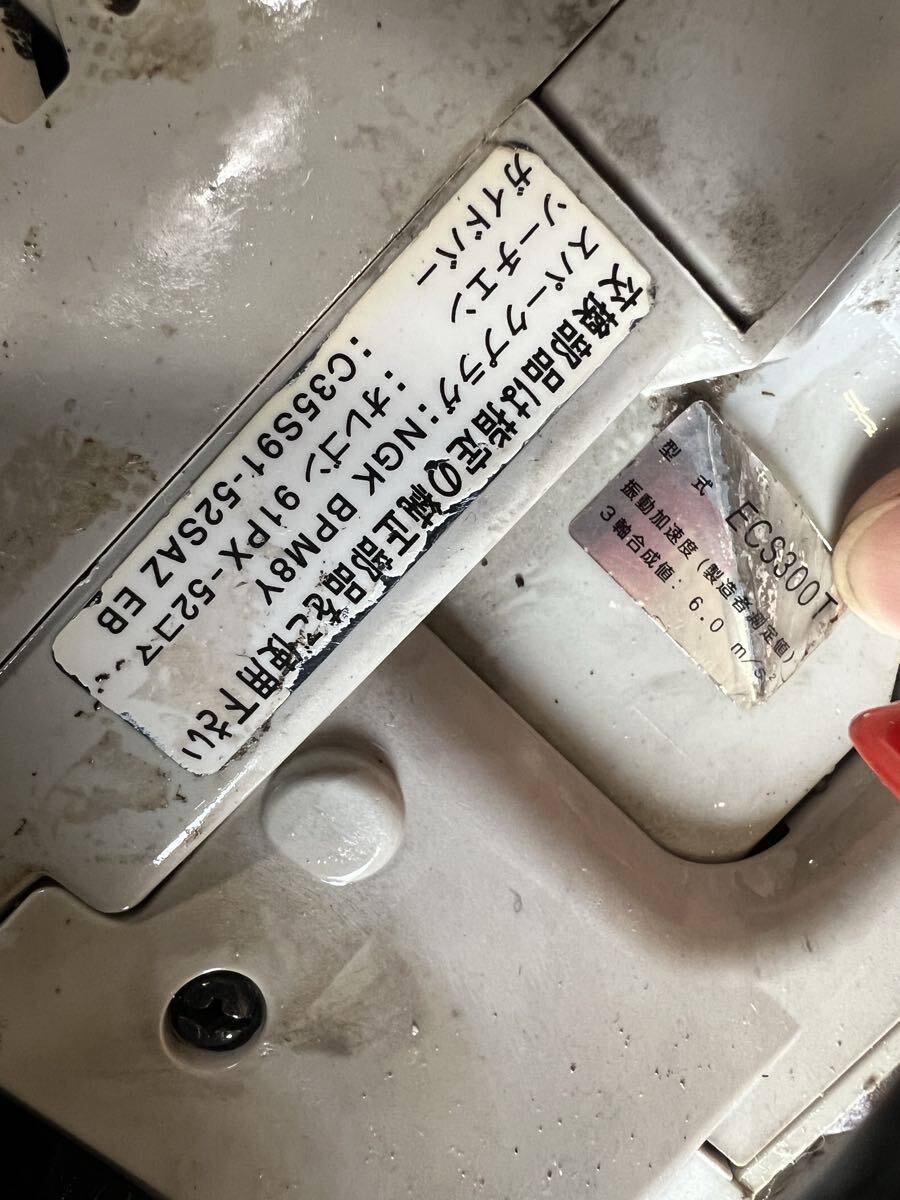 交換部品は指定の純正部品をご使用下さい
スパークプラグ:NGK BPM8Y
ソーチエン :オレゴン 91PX-52コマ
ガイドバー :C35S91-52SAZ EB
型 式 ECS300T
振動加速度(製造者測定値)
3軸合成値:6.0 m/s²